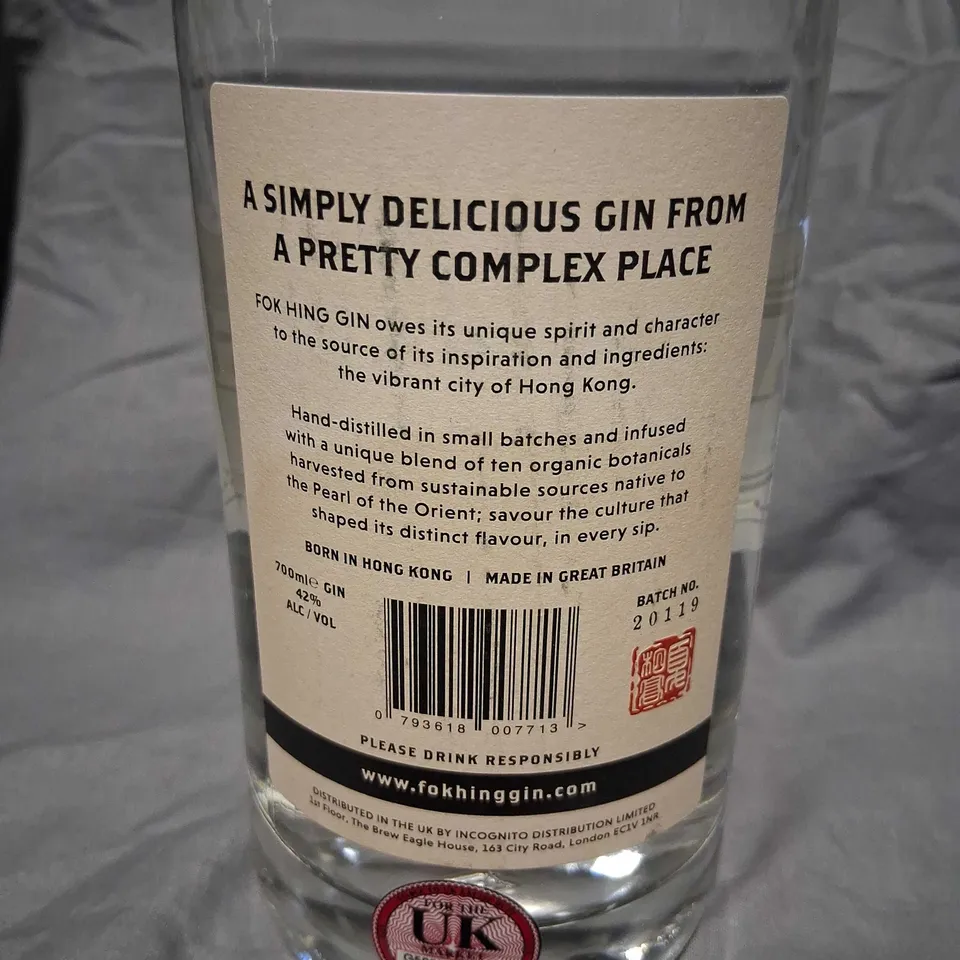 A SIMPLY DELICIOUS GIN FROM
A PRETTY COMPLEX PLACE
FOK HING GIN owes its unique spirit and character
to the source of its inspiration and ingredients:
the vibrant city of Hong Kong.
Hand-distilled in small batches and infused
with a unique blend of ten organic botanicals
harvested from sustainable sources native to
the Pearl of the Orient; savour the culture that
shaped its distinct flavour, in every sip.
BORN IN HONG KONG | MADE IN GREAT BRITAIN
700ml℮ GIN
42%
ALC / VOL
BATCH NO.
20119
0 793618 007713 >
PLEASE DRINK RESPONSIBLY
www.fokhinggin.com
DISTRIBUTED IN THE UK BY INCOGNITO DISTRIBUTION LIMITED
1st Floor, The Brew Eagle House, 163 City Road, London EC1V 1NR
FOR THE
UK
MARKET